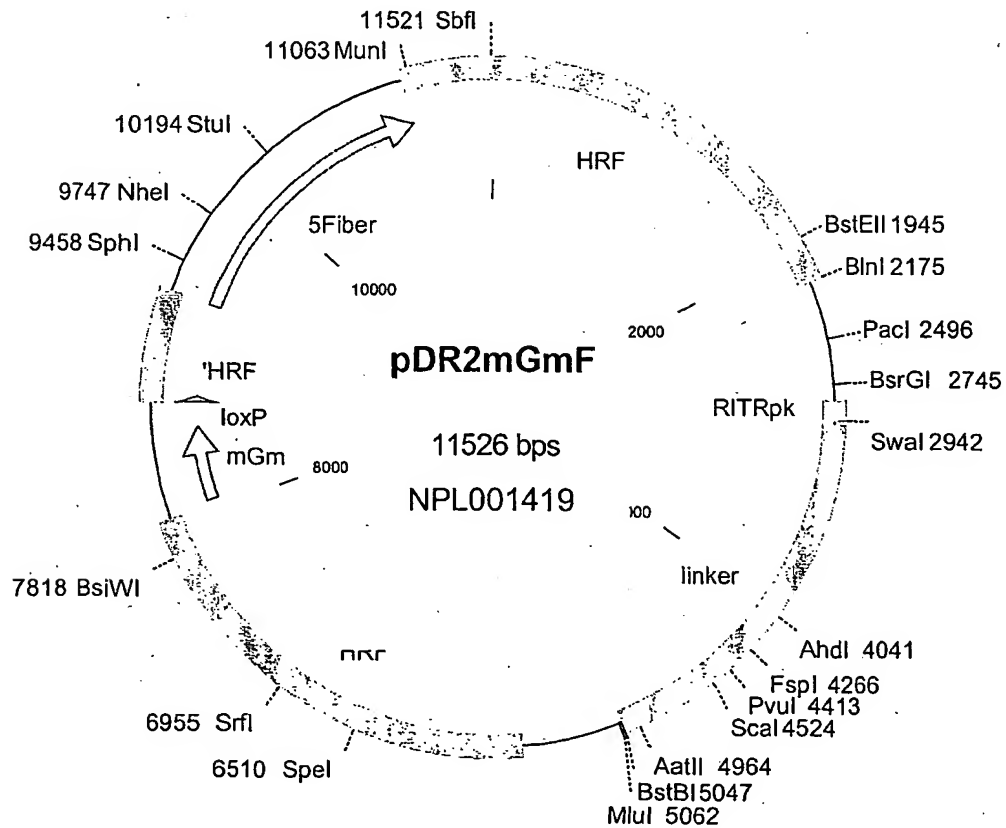 11521 SbfI
11063 MunI
10194 StuI
HRF
9747 NheI
5Fiber
BstEII 1945
9458 SphI
BlnI 2175
10000
2000
PacI 2496
pDR2mGmF
'HRF
BsrGI 2745
RITRpk
loxP
11526 bps
SwaI 2942
mGm
8000
NPL001419
linker
7818 BsiWI
AhdI 4041
FspI 4266
6955 SrfI
PvuI 4413
ScaI 4524
6510 SpeI
AatII 4964
BstBI 5047
MluI 5062